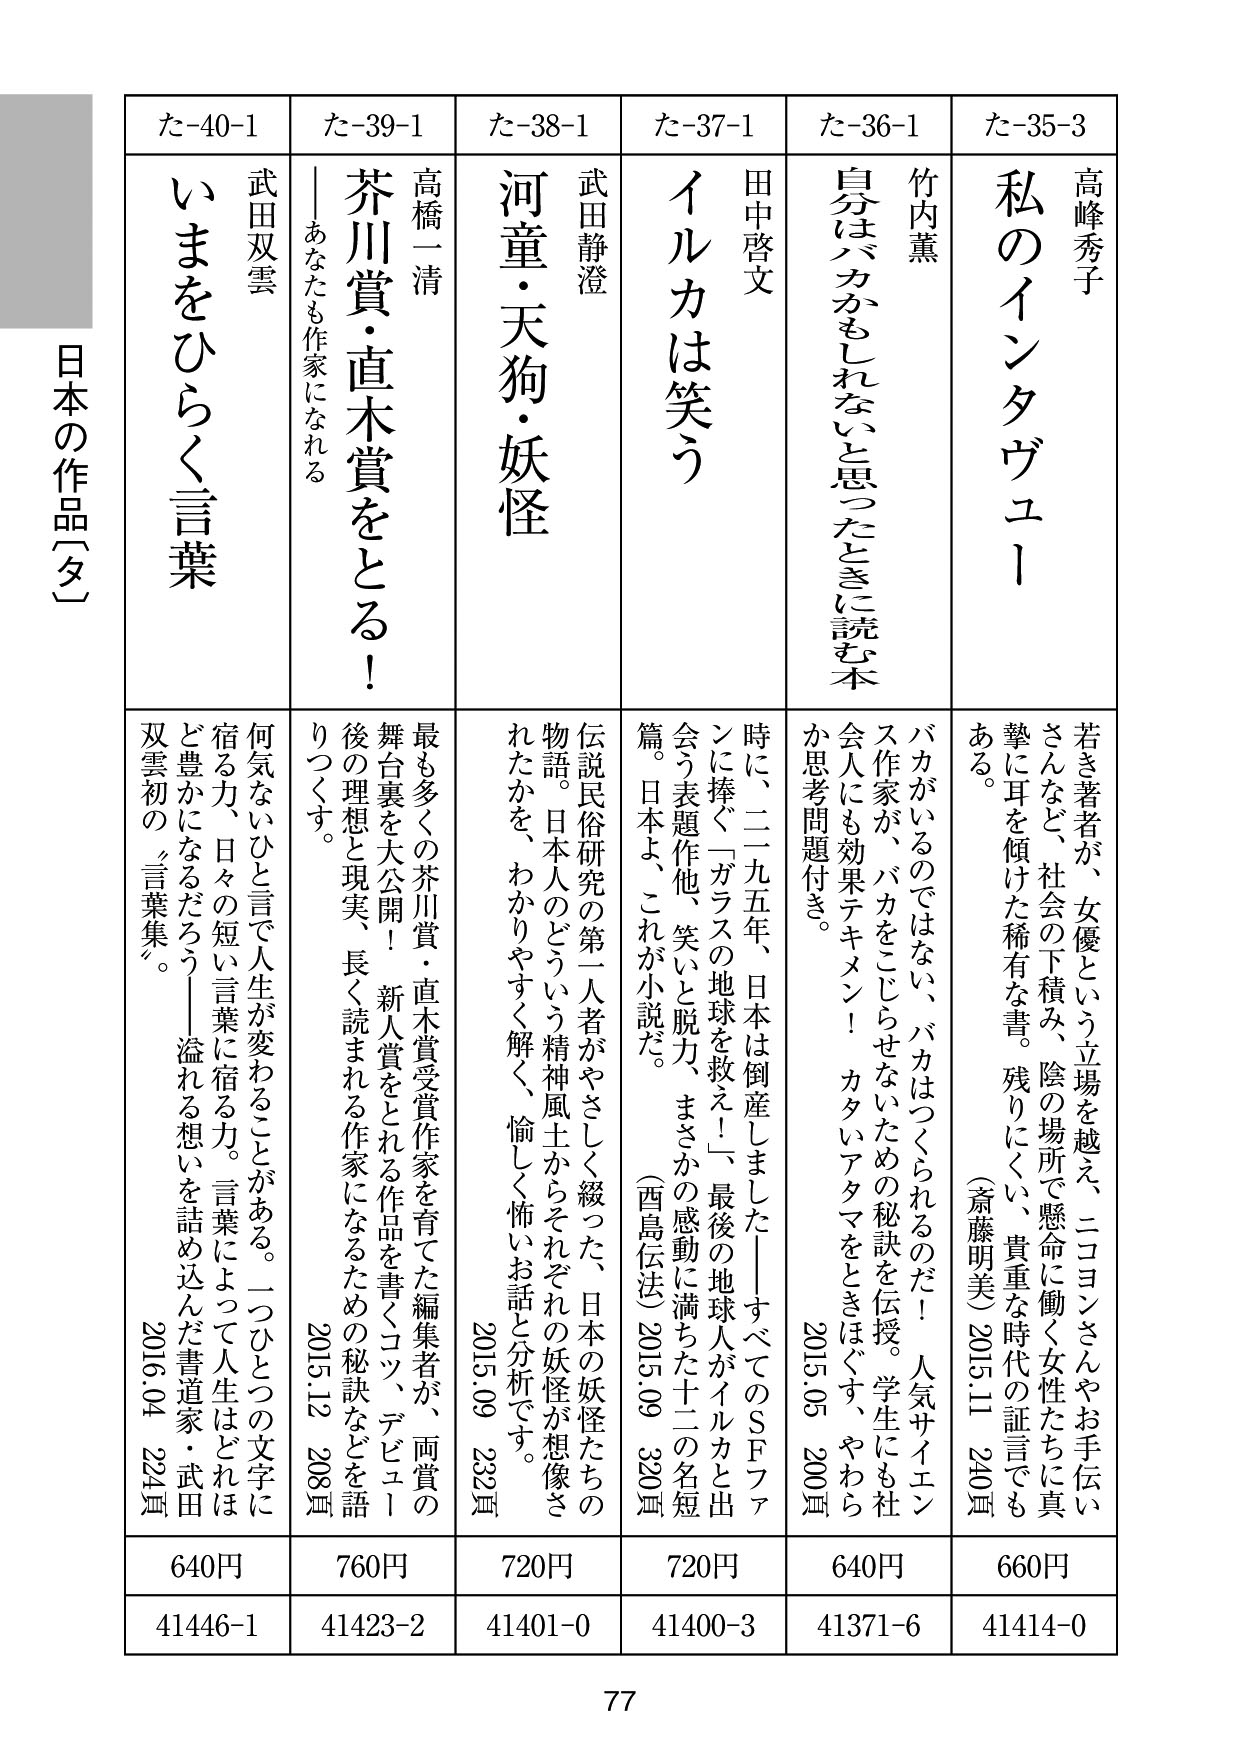 た-35-3
高峰秀子
私のインタヴュー
若き著者が、女優という立場を越え、ニコヨンさんやお手伝い
さんなど、社会の下積み、陰の場所で懸命に働く女性たちに真
摯に耳を傾けた稀有な書。残りにくい、貴重な時代の証言でも
ある。（斎藤明美）2015.11　240頁
660円
41414-0
た-36-1
竹内薫
自分はバカかもしれないと思ったときに読む本
バカがいるのではない、バカはつくられるのだ！　人気サイエン
ス作家が、バカをこじらせないための秘訣を伝授。学生にも社
会人にも効果テキメン！　カタいアタマをときほぐす、やわら
か思考問題付き。2015.05　200頁
640円
41371-6
た-37-1
田中啓文
イルカは笑う
時に、二一九五年、日本は倒産しました――すべてのＳＦファ
ンに捧ぐ「ガラスの地球を救え！」、最後の地球人がイルカと出
会う表題作他、笑いと脱力、まさかの感動に満ちた十二の名短
篇。日本よ、これが小説だ。（酉島伝法）2015.09　320頁
720円
41400-3
た-38-1
武田静澄
河童・天狗・妖怪
伝説民俗研究の第一人者がやさしく綴った、日本の妖怪たちの
物語。日本人のどういう精神風土からそれぞれの妖怪が想像さ
れたかを、わかりやすく解く、愉しく怖いお話と分析です。
2015.09　232頁
720円
41401-0
た-39-1
高橋一清
芥川賞・直木賞をとる！
――あなたも作家になれる
最も多くの芥川賞・直木賞受賞作家を育てた編集者が、両賞の
舞台裏を大公開！　新人賞をとれる作品を書くコツ、デビュー
後の理想と現実、長く読まれる作家になるための秘訣などを語
りつくす。2015.12　208頁
760円
41423-2
た-40-1
武田双雲
いまをひらく言葉
何気ないひと言で人生が変わることがある。一つひとつの文字に
宿る力、日々の短い言葉に宿る力。言葉によって人生はどれほ
ど豊かになるだろう――溢れる想いを詰め込んだ書道家・武田
双雲初の〝言葉集〟。2016.04　224頁
640円
41446-1
日本の作品〔タ〕
77